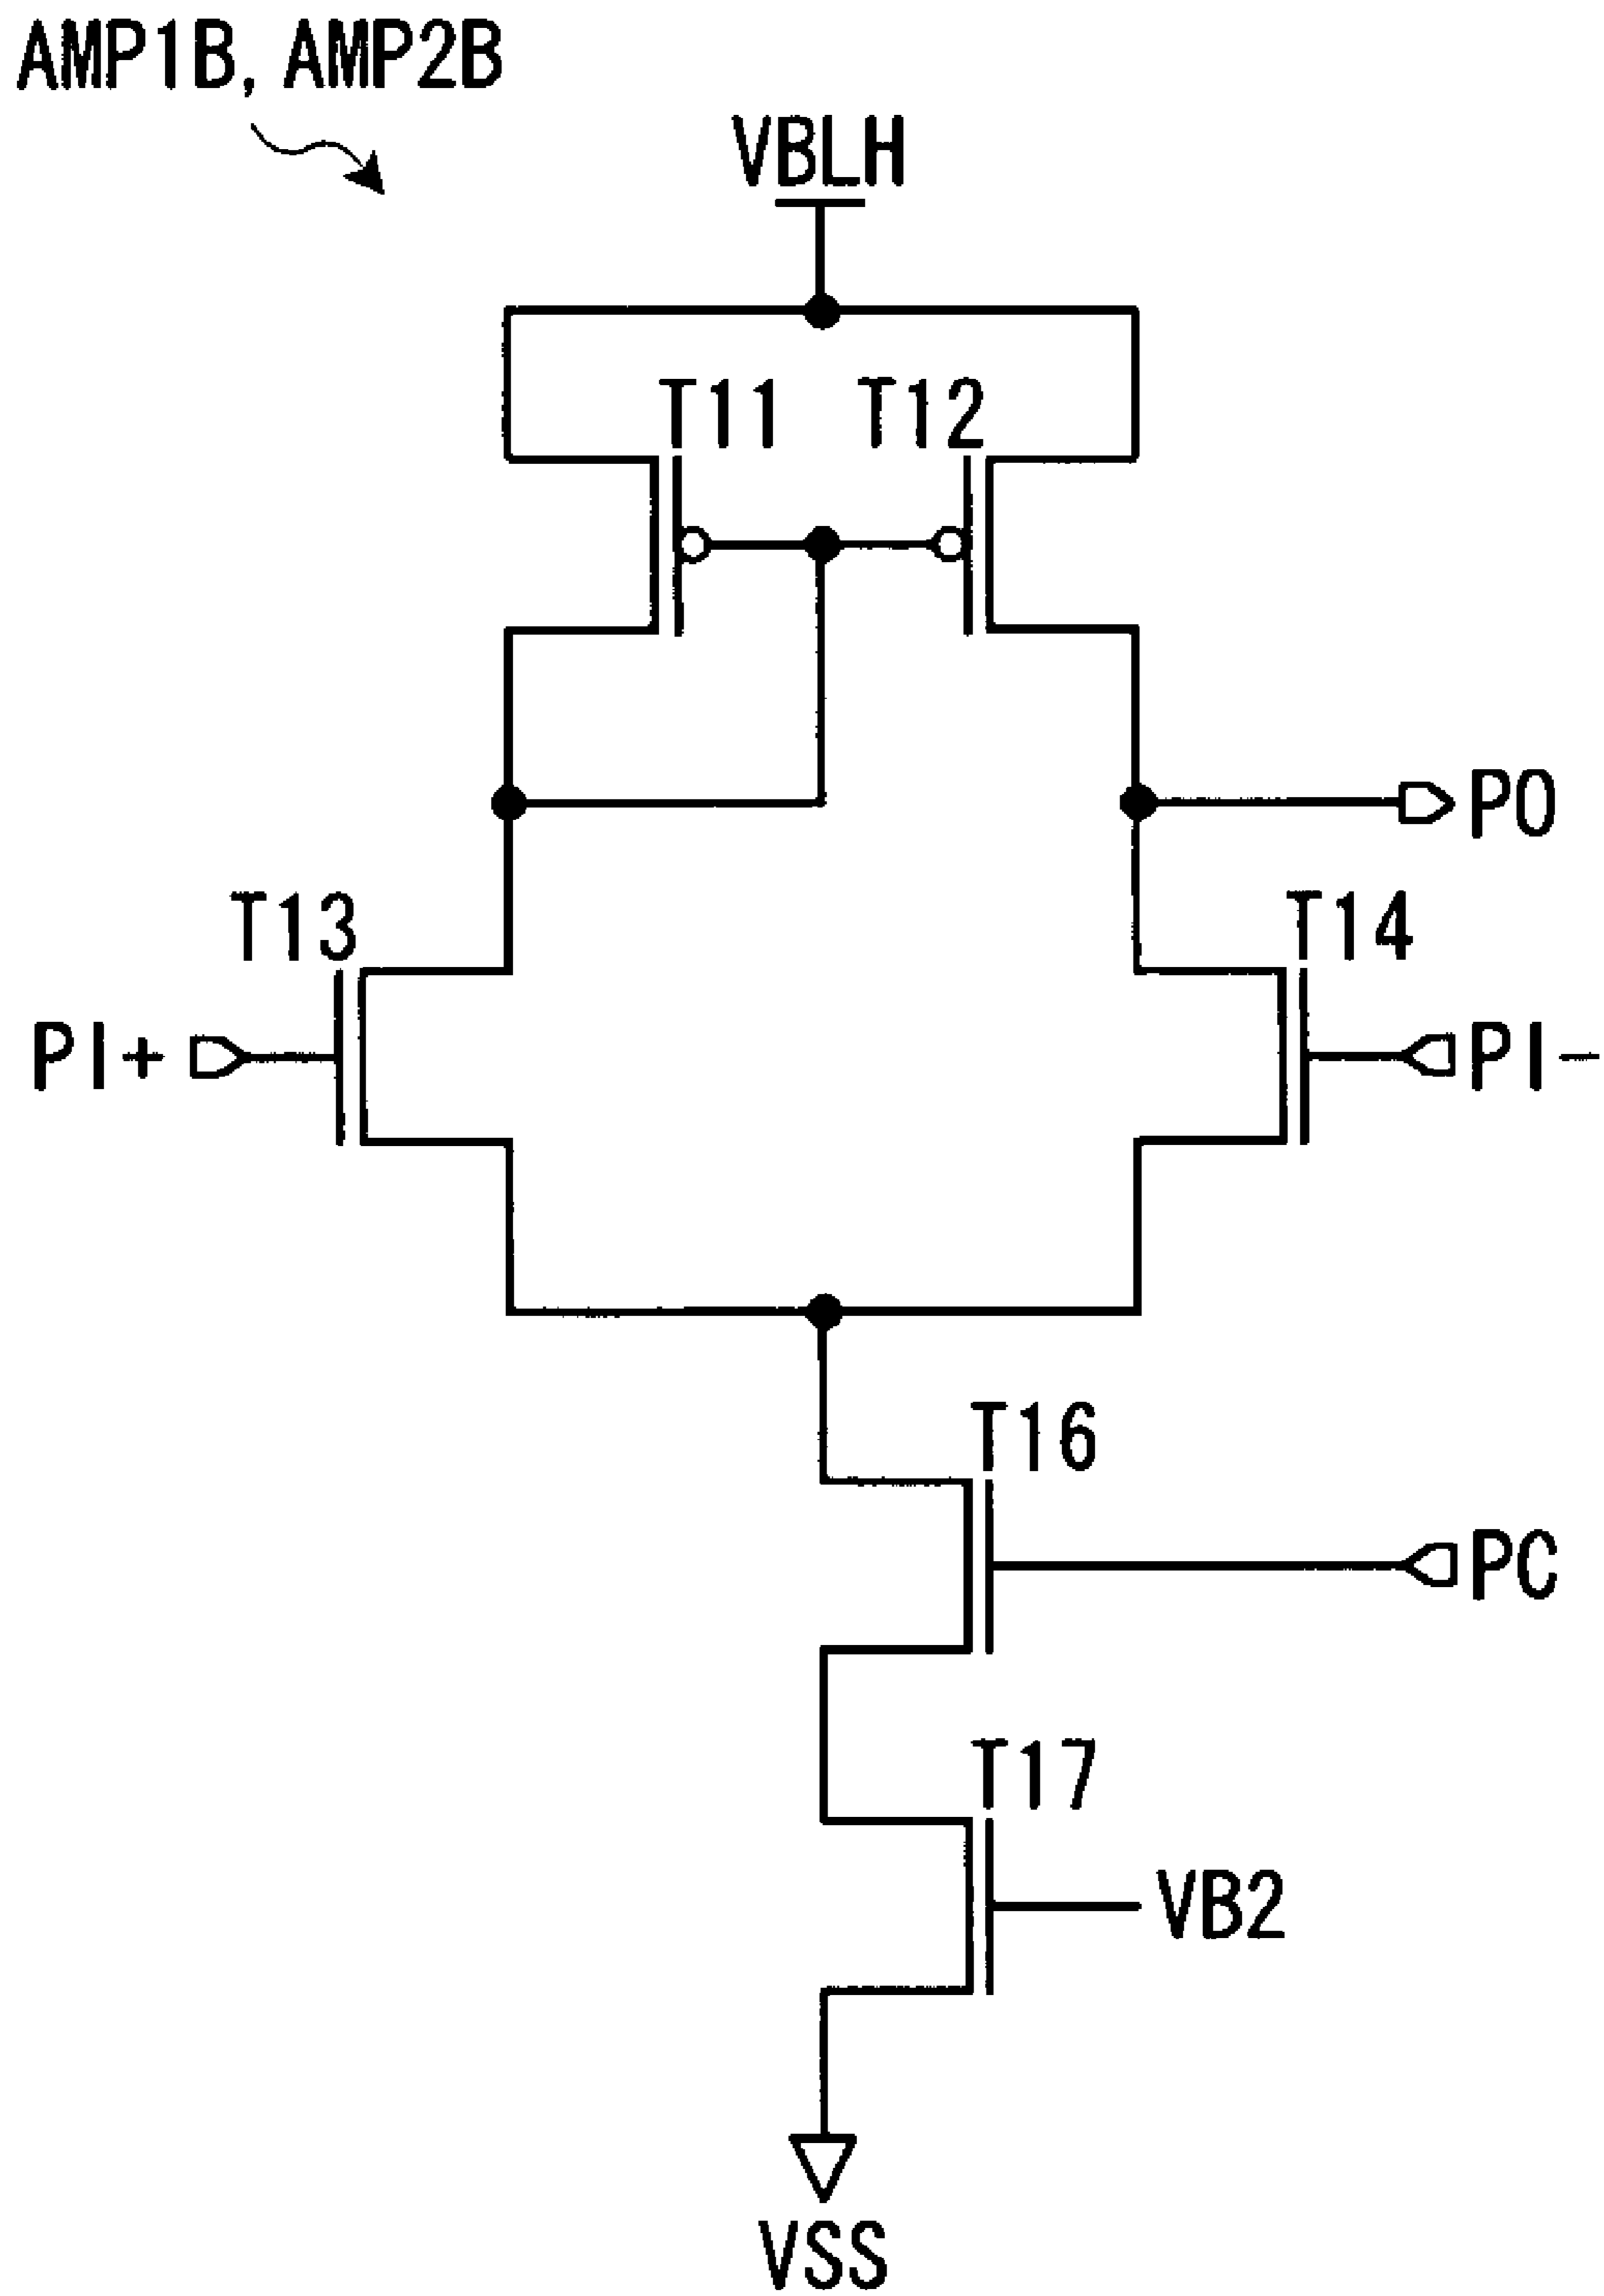 AMP1B, AMP2B
VBLH
T11 T12
PO
T13 T14
PI+ PI-
T16
PC
T17
VB2
VSS